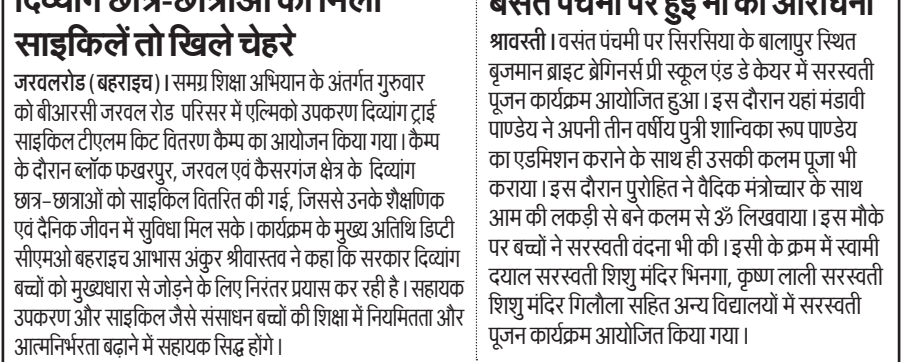 दिव्यांग छात्र-छात्राओं को मिली
साइकिलें तो खिले चेहरे
जरवलरोड (बहराइच)। समग्र शिक्षा अभियान के अंतर्गत गुरुवार
को बीआरसी जरवल रोड परिसर में एल्मिको उपकरण दिव्यांग ट्राई
साइकिल टीएलम किट वितरण कैम्प का आयोजन किया गया। कैम्प
के दौरान ब्लॉक फखरपुर, जरवल एवं कैसरगंज क्षेत्र के दिव्यांग
छात्र-छात्राओं को साइकिल वितरित की गई, जिससे उनके शैक्षणिक
एवं दैनिक जीवन में सुविधा मिल सके। कार्यक्रम के मुख्य अतिथि डिप्टी
सीएमओ बहराइच आभास अंकुर श्रीवास्तव ने कहा कि सरकार दिव्यांग
बच्चों को मुख्यधारा से जोड़ने के लिए निरंतर प्रयास कर रही है। सहायक
उपकरण और साइकिल जैसे संसाधन बच्चों की शिक्षा में नियमितता और
आत्मनिर्भरता बढ़ाने में सहायक सिद्ध होंगे।
बसंत पंचमी पर हुई मां की आराधना
श्रावस्ती। वसंत पंचमी पर सिरसिया के बालापुर स्थित
बृजमान ब्राइट ब्रेगिनर्स प्री स्कूल एंड डे केयर में सरस्वती
पूजन कार्यक्रम आयोजित हुआ। इस दौरान यहां मंडावी
पाण्डेय ने अपनी तीन वर्षीय पुत्री शान्विका रूप पाण्डेय
का एडमिशन कराने के साथ ही उसकी कलम पूजा भी
कराया। इस दौरान पुरोहित ने वैदिक मंत्रोच्चार के साथ
आम की लकड़ी से बने कलम से ॐ लिखवाया। इस मौके
पर बच्चों ने सरस्वती वंदना भी की। इसी के क्रम में स्वामी
दयाल सरस्वती शिशु मंदिर भिनगा, कृष्ण लाली सरस्वती
शिशु मंदिर गिलौला सहित अन्य विद्यालयों में सरस्वती
पूजन कार्यक्रम आयोजित किया गया।